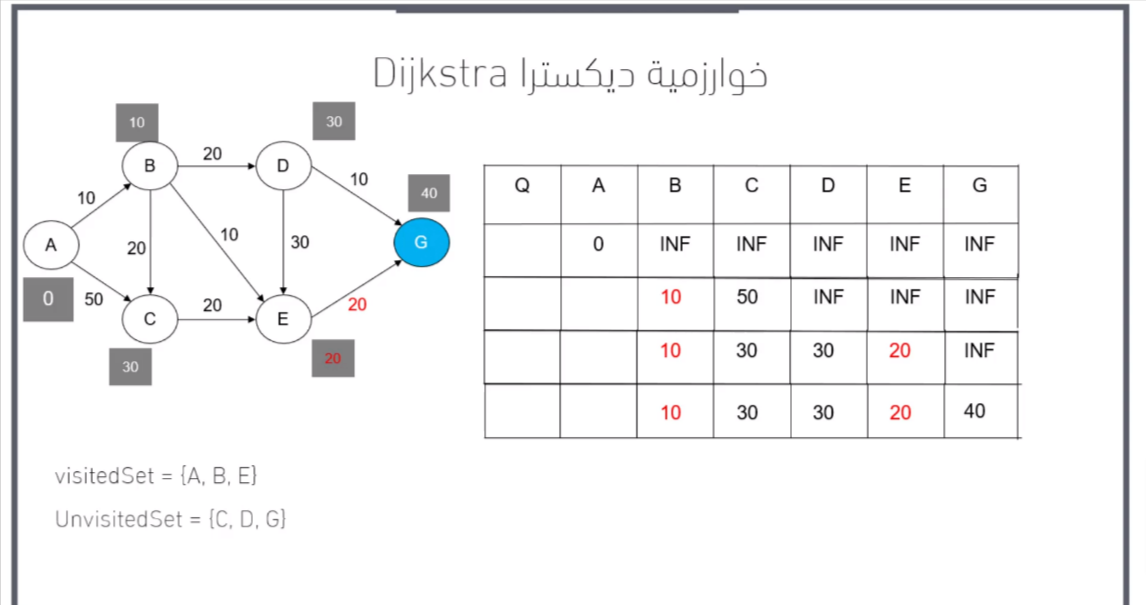 خوارزمية ديكسترا Dijkstra
10
30
B
20
D
10
10
40
A
20
10
30
G
0
50
C
20
E
20
30
20
Q A B C D E G
0 INF INF INF INF INF
10 50 INF INF INF
10 30 30 20 INF
10 30 30 20 40
visitedSet = {A, B, E}
UnvisitedSet = {C, D, G}